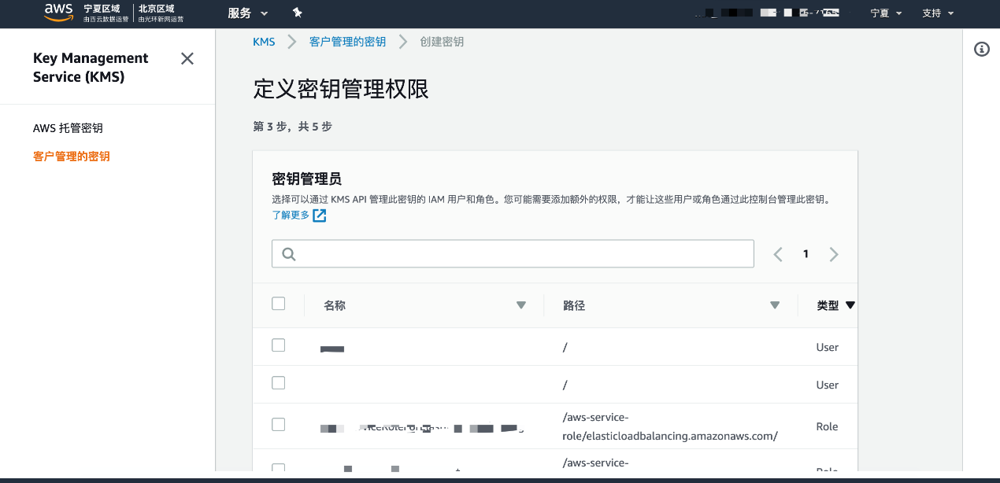 aws 宁夏区域 北京区域 服务 宁夏 支持
由西云数据运营 由光环新网运营
Key Management
Service (KMS)
AWS 托管密钥
客户管理的密钥
KMS 客户管理的密钥 创建密钥
定义密钥管理权限
第 3 步，共 5 步
密钥管理员
选择可以通过 KMS API 管理此密钥的 IAM 用户和角色。您可能需要添加额外的权限，才能让这些用户或角色通过此控制台管理此密钥。
了解更多
1
名称 路径 类型
/ User
/ User
/aws-service-
role/elasticloadbalancing.amazonaws.com/ Role
/aws-service-
Role